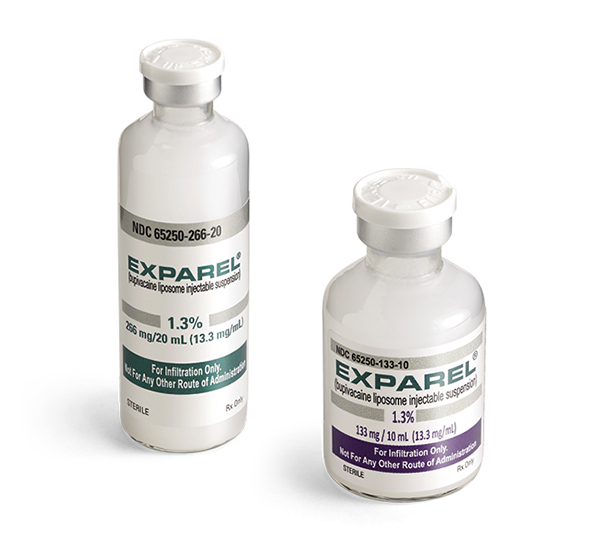 NDC 65250-266-20
EXPAREL®
(bupivacaine liposome injectable suspension)
1.3%
266 mg/20 mL (13.3 mg/mL)
For Infiltration Only.
Not For Any Other Route of Administration
STERILE
Rx Only
NDC 65250-133-10
EXPAREL®
(bupivacaine liposome injectable suspension)
1.3%
133 mg / 10 mL (13.3 mg/mL)
For Infiltration Only.
Not For Any Other Route of Administration
STERILE
Rx Only